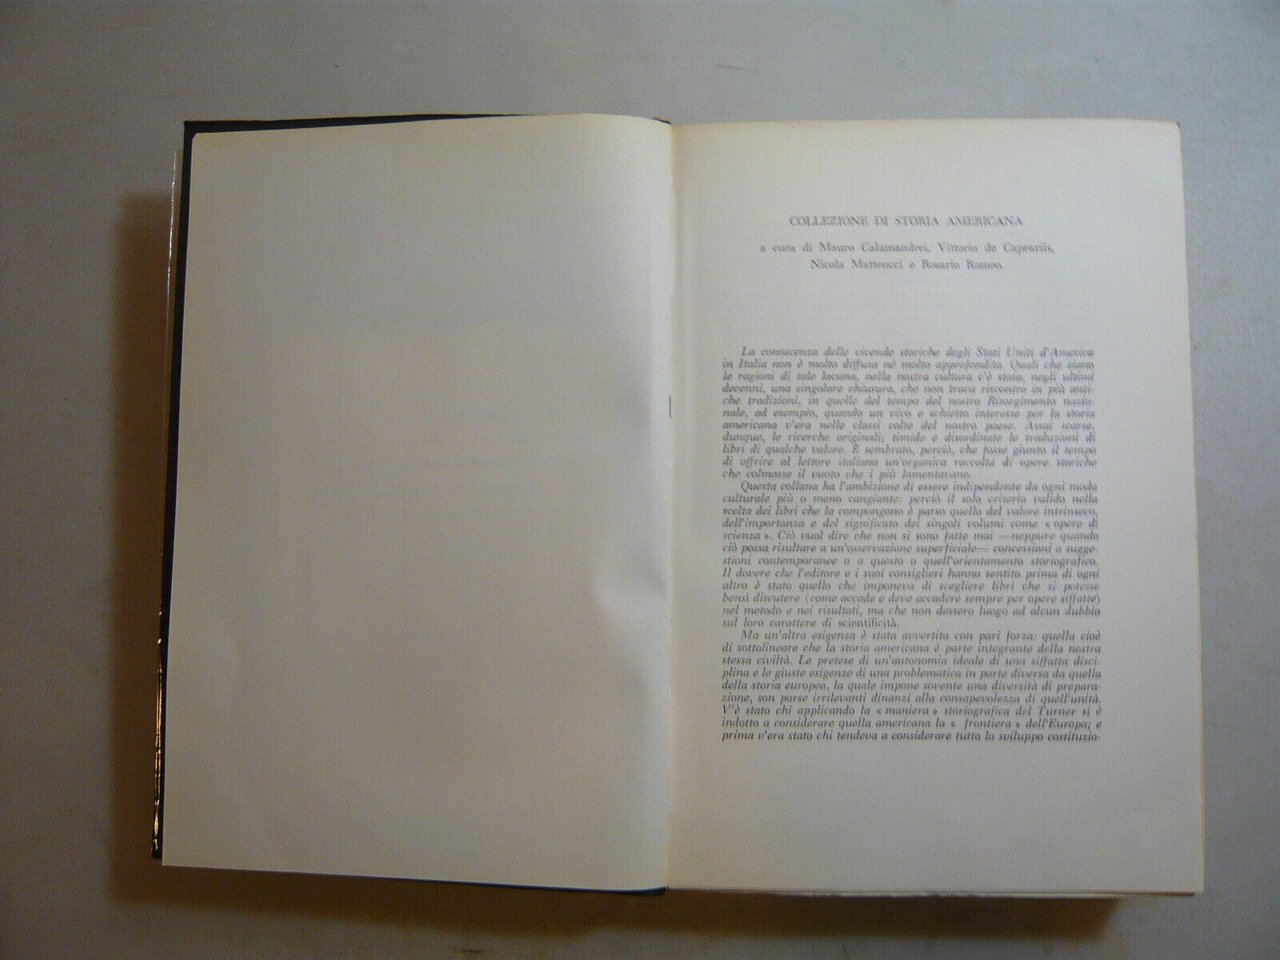 COLLEZIONE DI STORIA AMERICANA
a cura di Mauro Calamandrei, Vittorio de Caprariis,
Nicola Matteucci e Rosario Romeo.
La conoscenza delle vicende storiche degli Stati Uniti d'America
in Italia non è molto diffusa né molto approfondita. Quali che siano
le ragioni di tale lacuna, nella nostra cultura c'è stata, negli ultimi
decenni, una singolare chiusura, che non trova riscontro in più anti-
che tradizioni, in quelle del tempo del nostro Risorgimento nazio-
nale, ad esempio, quando un vivo e schietto interesse per la storia
americana v'era nelle classi colte del nostro paese. Assai scarse,
dunque, le ricerche originali, timide e disordinate le traduzioni di
libri di qualche valore. È sembrato, perciò, che fosse giunto il tempo
di offrire al lettore italiano un'organica raccolta di opere storiche
che colmasse il vuoto che i più lamentavano.
Questa collana ha l'ambizione di essere indipendente da ogni moda
culturale più o meno cangiante: perciò il solo criterio valido nella
scelta dei libri che la compongono è parso quello del valore intrinseco,
dell'importanza e del significato dei singoli volumi come « opere di
scienza ». Ciò vuol dire che non si sono fatte mai —neppure quando
ciò possa risultare a un'osservazione superficiale— concessioni a sugge-
stioni contemporanee o a questo o quell'orientamento storiografico.
Il dovere che l'editore e i suoi consiglieri hanno sentito prima di ogni
altro è stato quello che imponeva di scegliere libri che si potesse
bensì discutere (come accade e deve accadere sempre per opere siffatte)
nel metodo e nei risultati, ma che non dessero luogo ad alcun dubbio
sul loro carattere di scientificità.
Ma un'altra esigenza è stata avvertita con pari forza: quella cioè
di sottolineare che la storia americana è parte integrante della nostra
stessa civiltà. Le pretese di un'autonomia ideale di una siffatta disci-
plina e le giuste esigenze di una problematica in parte diversa da quella
della storia europea, la quale impone sovente una diversità di prepara-
zione, son parse irrilevanti dinanzi alla consapevolezza di quell'unità.
V'è stato chi applicando la « maniera » storiografica del Turner si è
indotto a considerare quella americana la « frontiera » dell'Europa; e
prima v'era stato chi tendeva a considerare tutto lo sviluppo costituzio-